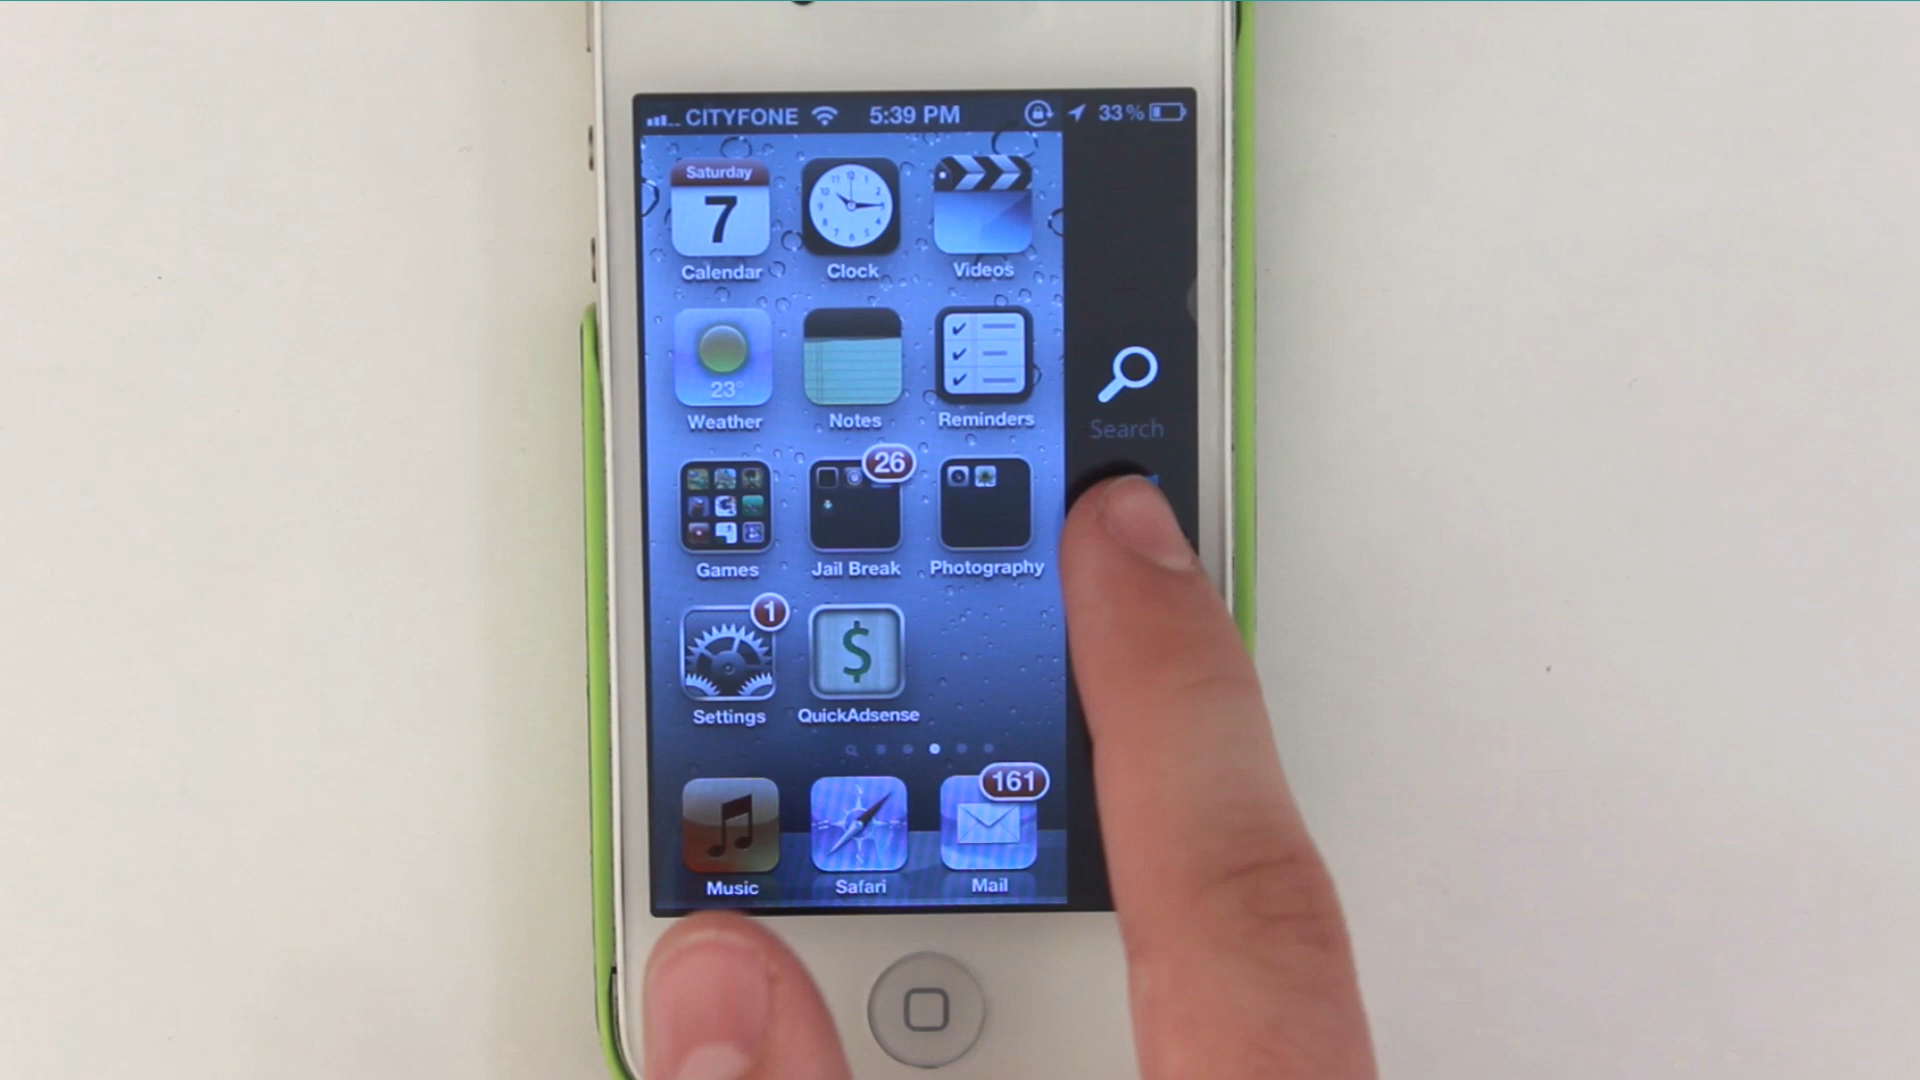 CITYFONE 5:39 PM 33%
Saturday
7
12
Calendar Clock Videos
23°
Search
Weather Notes Reminders
26
Games Jail Break Photography
1
$
Settings QuickAdsense
161
Music Safari Mail